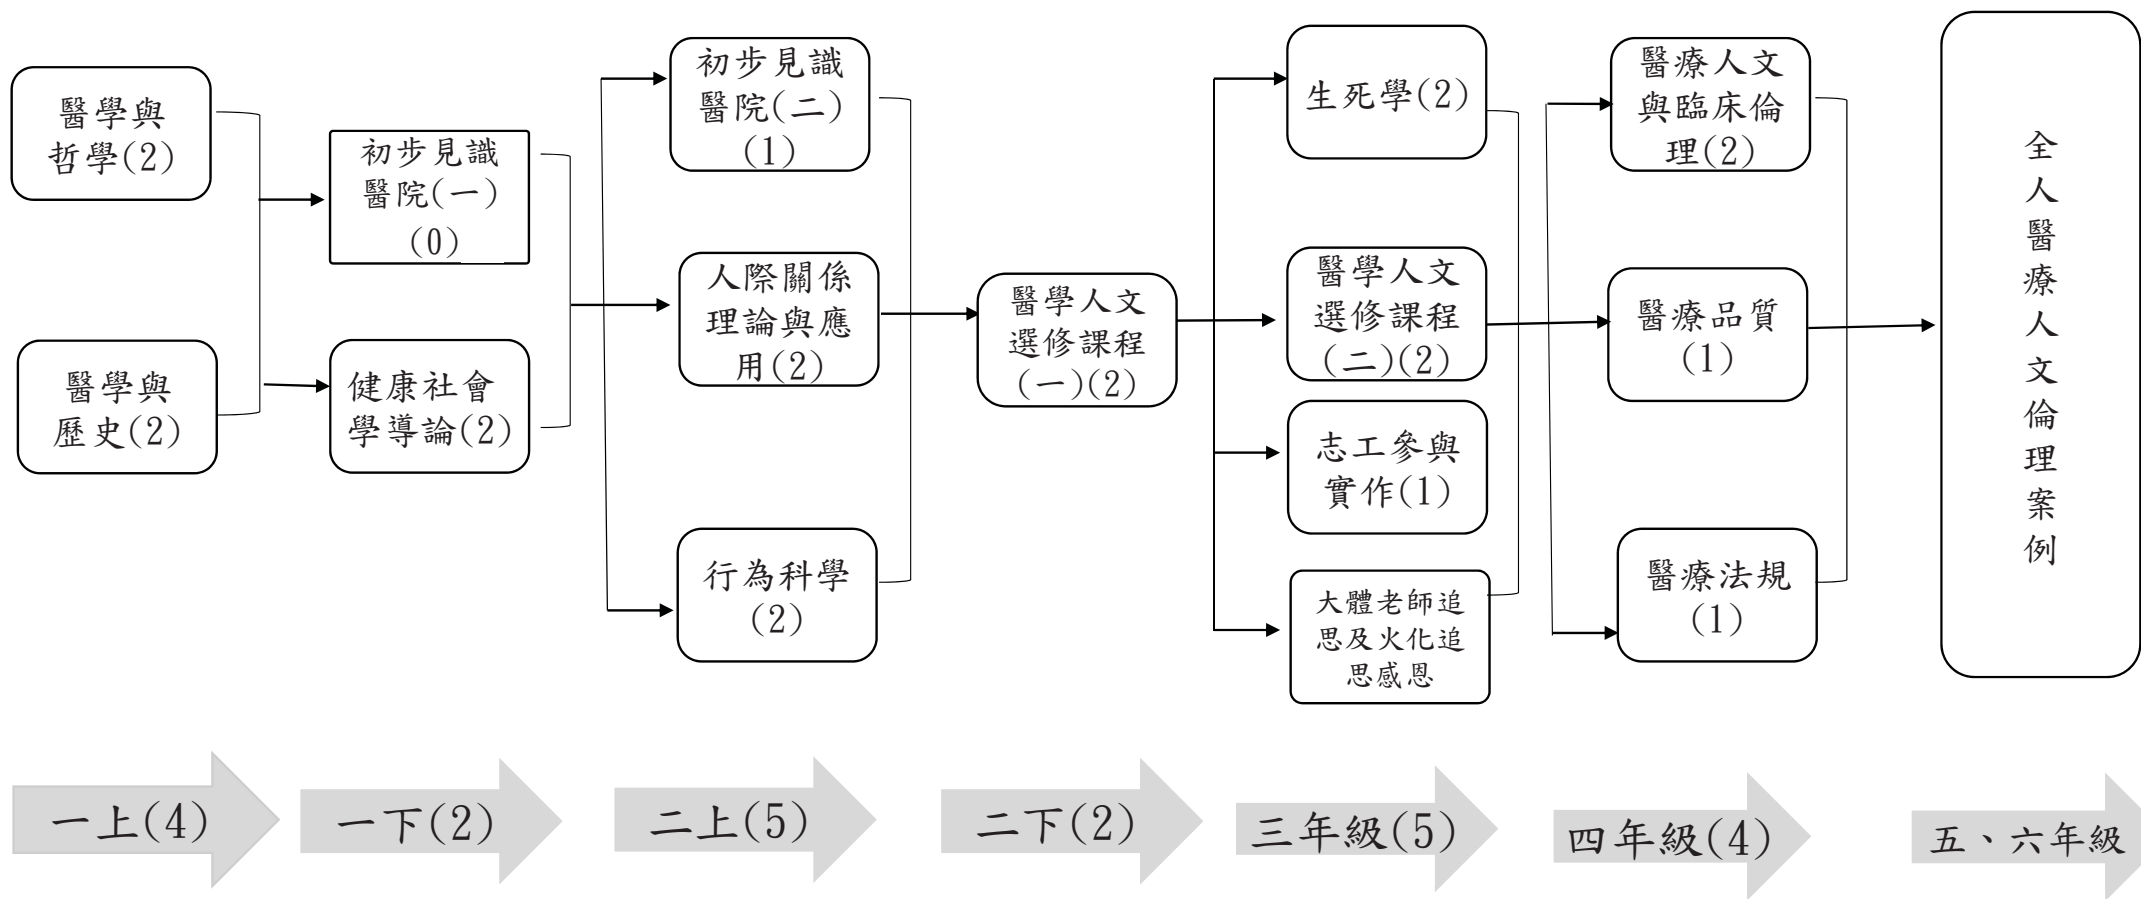 醫學與
哲學(2)
醫學與
歷史(2)
初步見識
醫院(一)
(0)
健康社會
學導論(2)
初步見識
醫院(二)
(1)
人際關係
理論與應
用(2)
行為科學
(2)
醫學人文
選修課程
(一)(2)
生死學(2)
醫學人文
選修課程
(二)(2)
志工參與
實作(1)
大體老師追
思及火化追
思感恩
醫療人文
與臨床倫
理(2)
醫療品質
(1)
醫療法規
(1)
全人醫療人文倫理案例
一上(4)
一下(2)
二上(5)
二下(2)
三年級(5)
四年級(4)
五、六年級